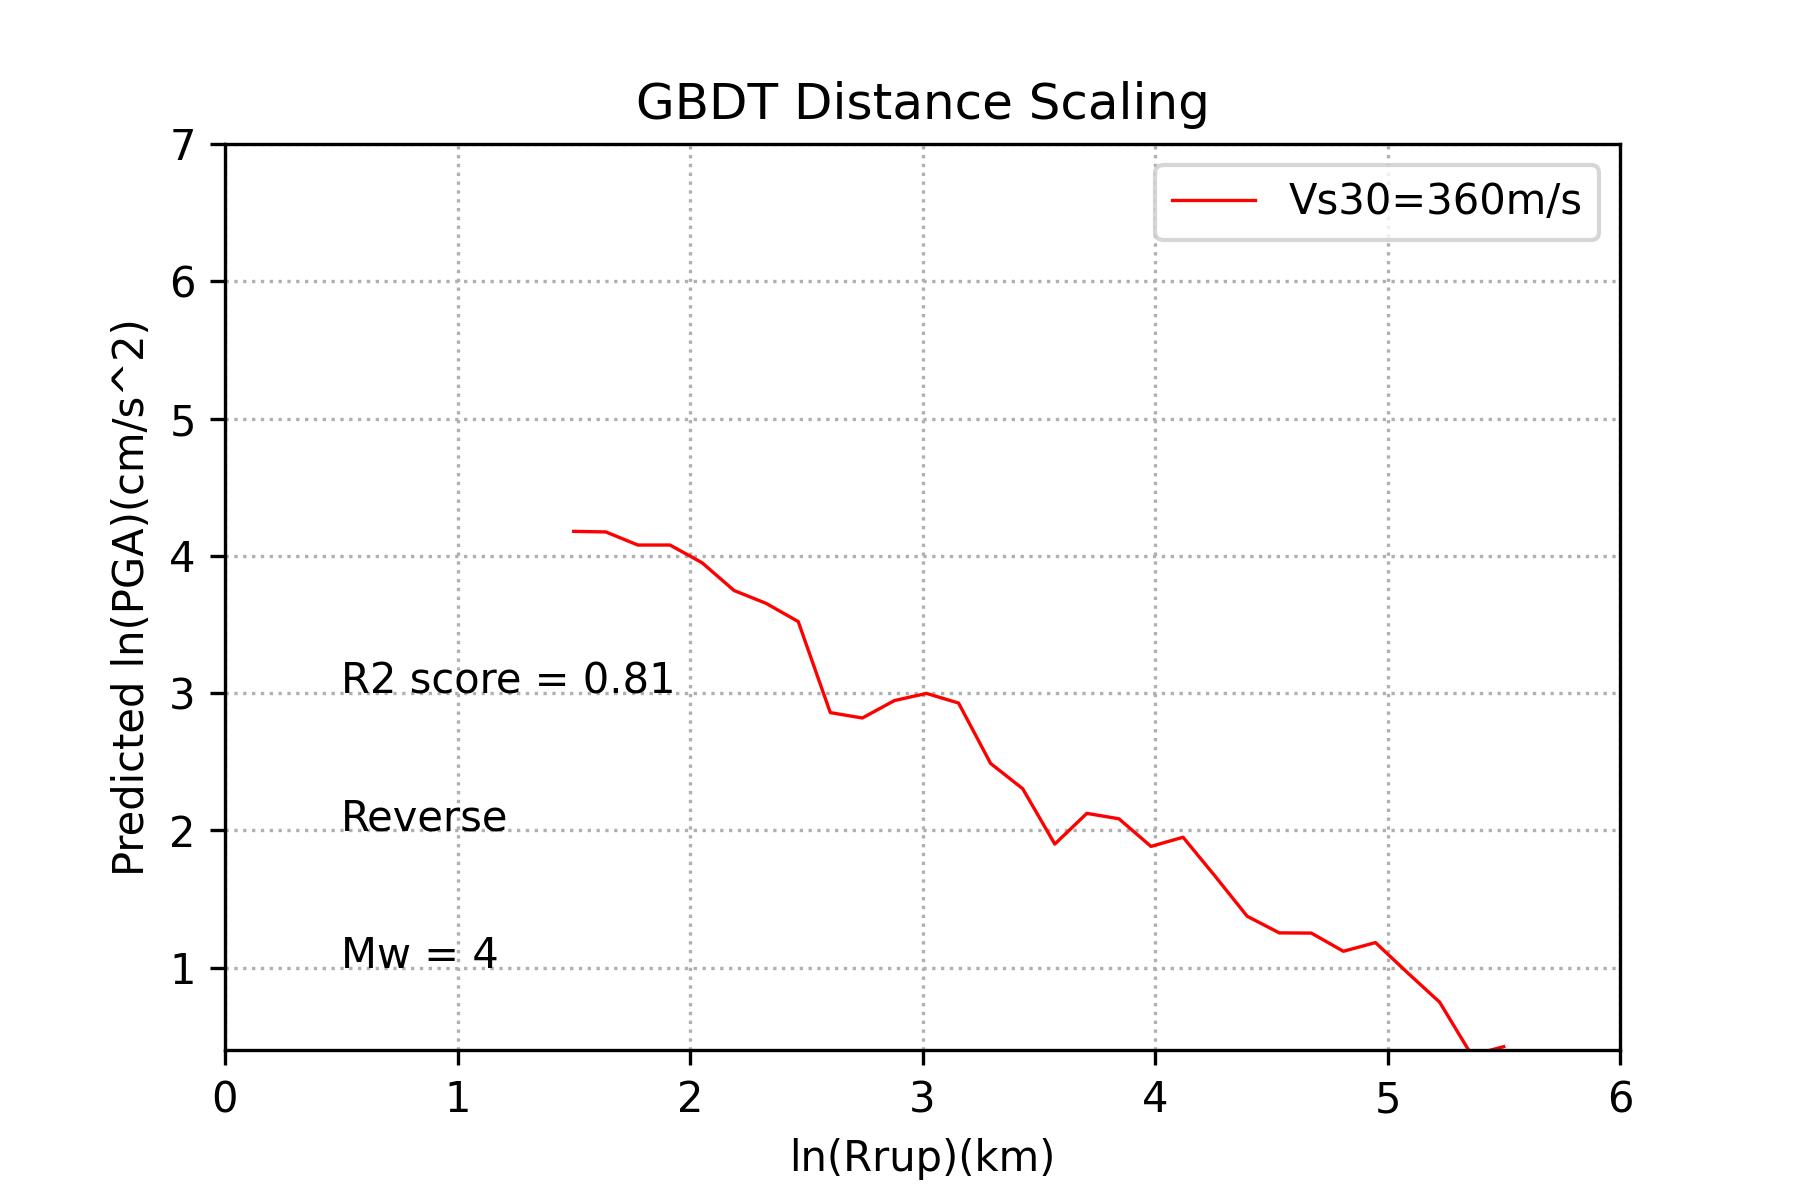 GBDT Distance Scaling
7
6
5
4
3
2
1
Predicted ln(PGA)(cm/s^2)
Vs30=360m/s
R2 score = 0.81
Reverse
Mw = 4
0 1 2 3 4 5 6
ln(Rrup)(km)